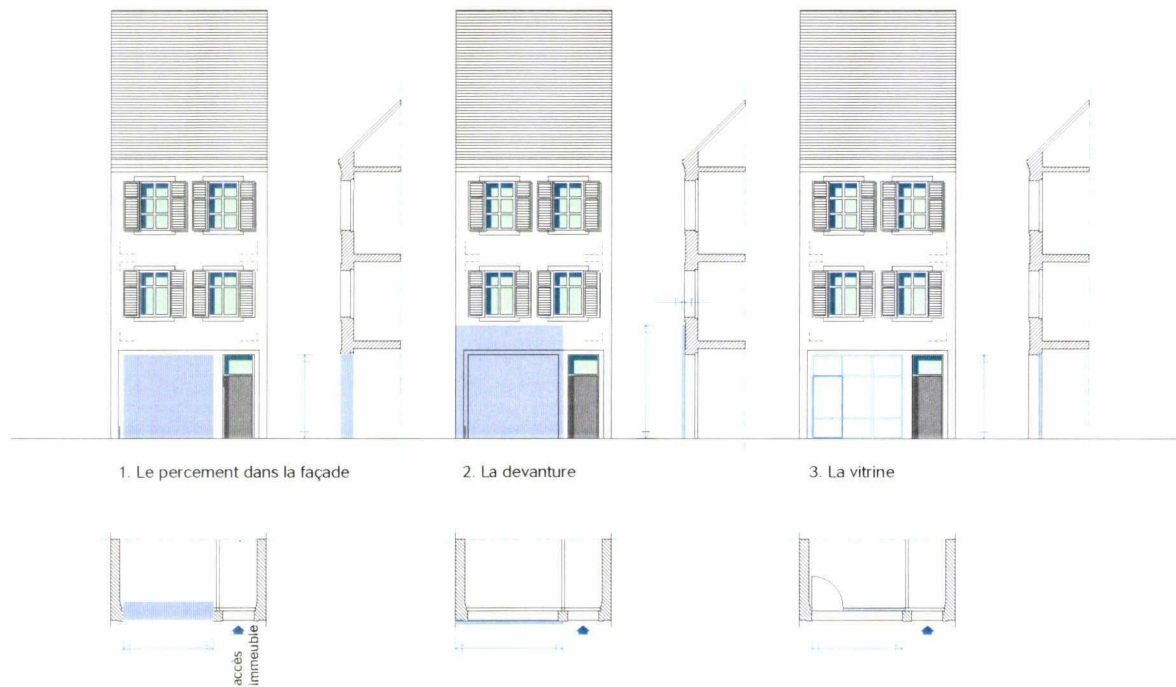 1. Le percement dans la façade
2. La devanture
3. La vitrine
accès
immeuble